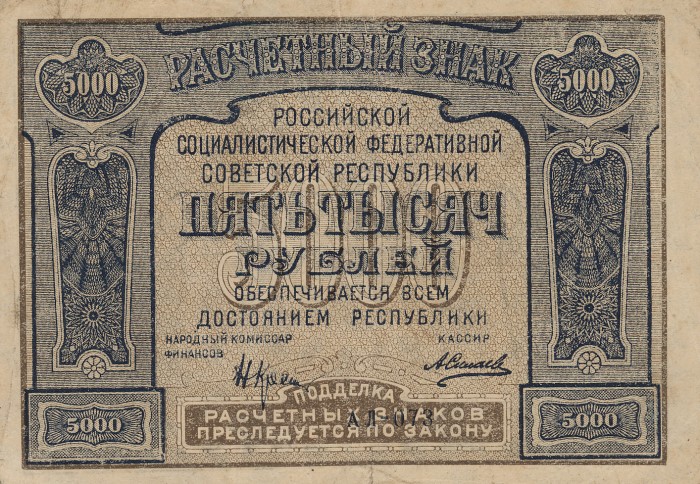 РАСЧЕТНЫЙ ЗНАК
5000
5000
РОССИЙСКОЙ
СОЦИАЛИСТИЧЕСКОЙ ФЕДЕРАТИВНОЙ
СОВЕТСКОЙ РЕСПУБЛИКИ
5000
ПЯТЬ ТЫСЯЧ
РУБЛЕЙ
ОБЕСПЕЧИВАЕТСЯ ВСЕМ
ДОСТОЯНИЕМ РЕСПУБЛИКИ
НАРОДНЫЙ КОМИССАР
ФИНАНСОВ
КАССИР
ПОДДЕЛКА
РАСЧЕТНЫХ ЗНАКОВ
ПРЕСЛЕДУЕТСЯ ПО ЗАКОНУ
5000
5000